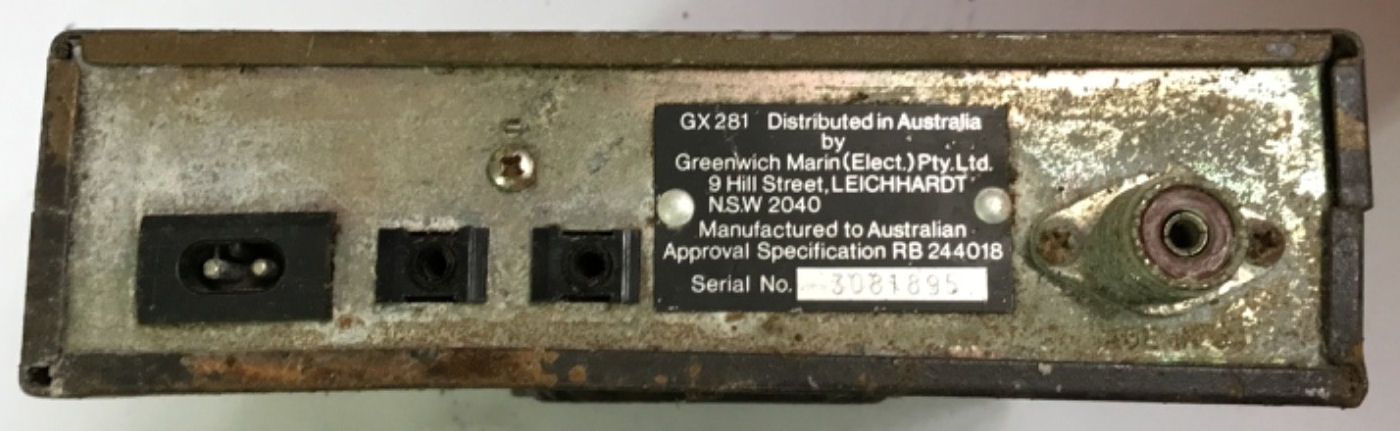 GX 281 Distributed in Australia
by
Greenwich Marin(Elect.)Pty.Ltd.
9 Hill Street, LEICHHARDT
N.S.W 2040
Manufactured to Australian
Approval Specification RB 244018
Serial No. 3081895